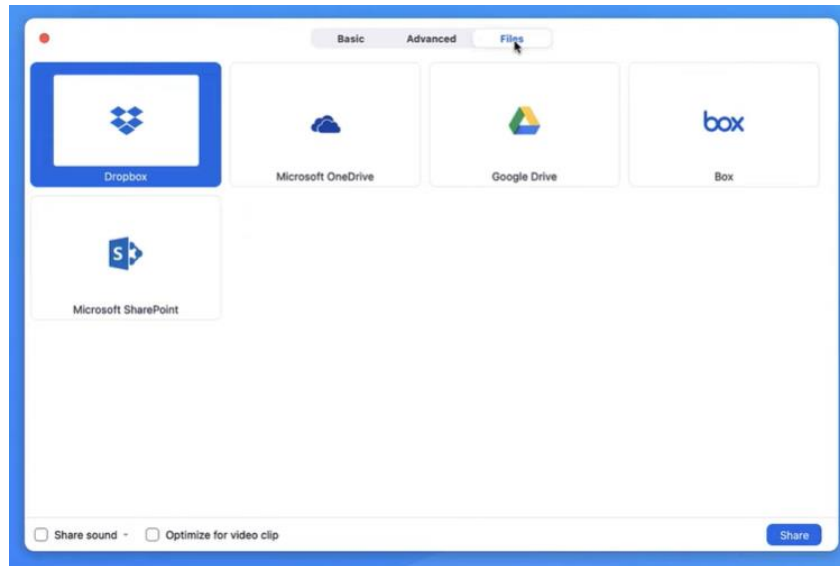 Basic Advanced Files
box
Dropbox Microsoft OneDrive Google Drive Box
S
Microsoft SharePoint
Share sound Optimize for video clip Share